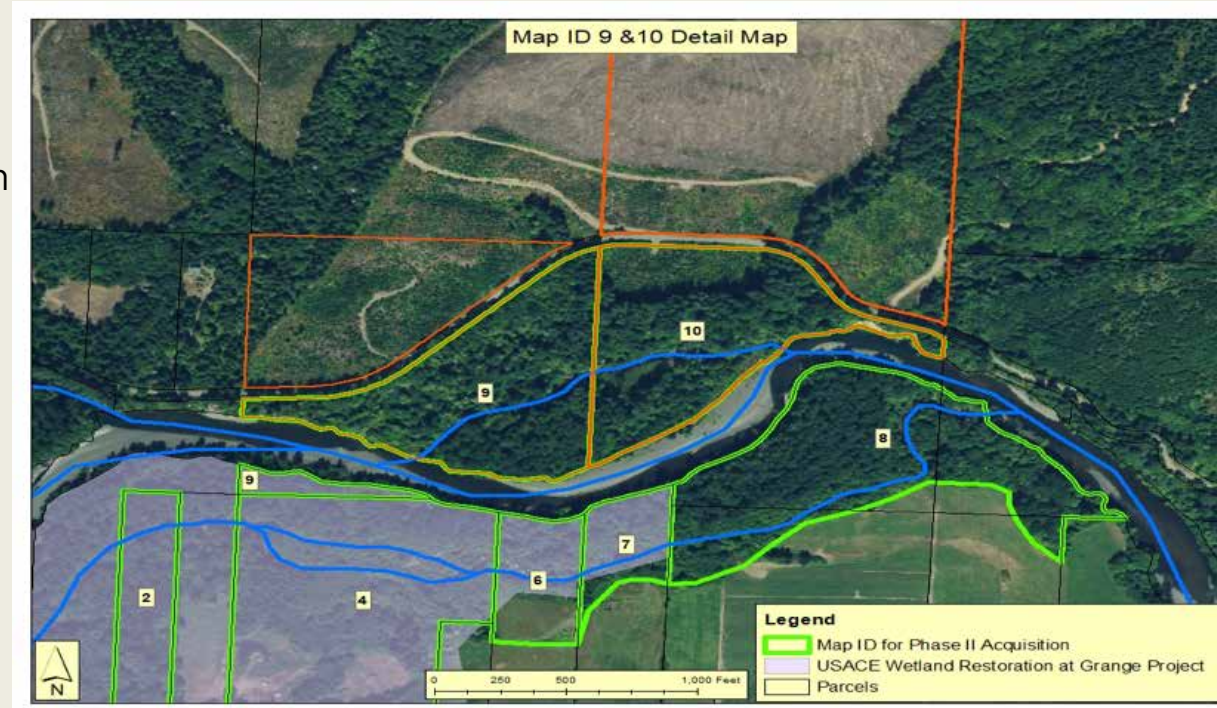 Map ID 9 &10 Detail Map
n
10
9
8
9
7
6
2
4
Legend
Map ID for Phase II Acquisition
USACE Wetland Restoration at Grange Project
Parcels
N
0 250 500 1,000 Feet